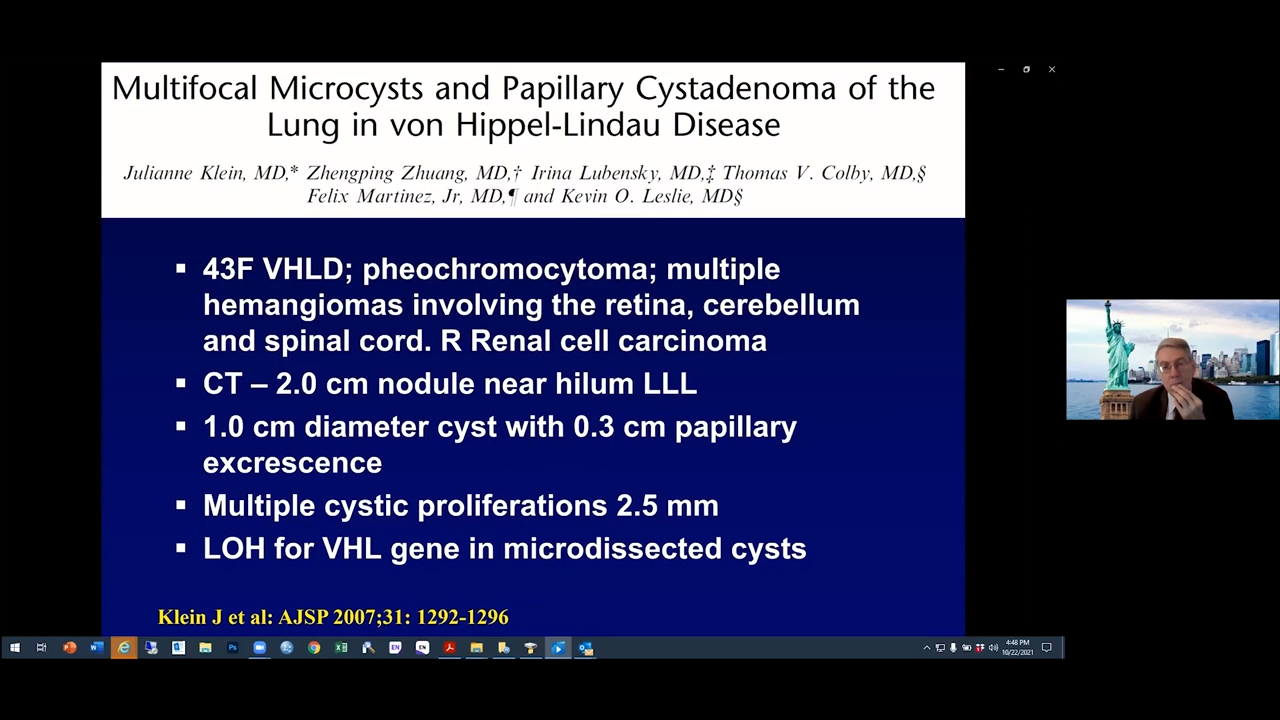 Multifocal Microcysts and Papillary Cystadenoma of the
Lung in von Hippel-Lindau Disease
Julianne Klein, MD,* Zhengping Zhuang, MD,† Irina Lubensky, MD,‡ Thomas V. Colby, MD,§
Felix Martinez, Jr, MD,¶ and Kevin O. Leslie, MD§
▪ 43F VHLD; pheochromocytoma; multiple
hemangiomas involving the retina, cerebellum
and spinal cord. R Renal cell carcinoma
▪ CT – 2.0 cm nodule near hilum LLL
▪ 1.0 cm diameter cyst with 0.3 cm papillary
excrescence
▪ Multiple cystic proliferations 2.5 mm
▪ LOH for VHL gene in microdissected cysts
Klein J et al: AJSP 2007;31: 1292-1296
EN
EN
4:48 PM
10/22/2021